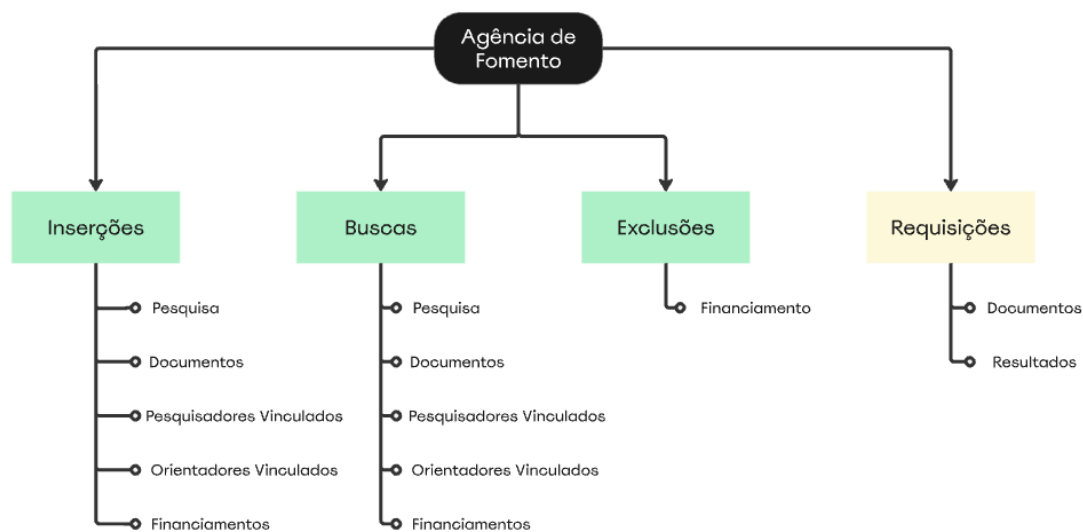 Agência de
Fomento
Inserções
Buscas
Exclusões
Requisições
Pesquisa
Documentos
Pesquisadores Vinculados
Orientadores Vinculados
Financiamentos
Pesquisa
Documentos
Pesquisadores Vinculados
Orientadores Vinculados
Financiamentos
Financiamento
Documentos
Resultados